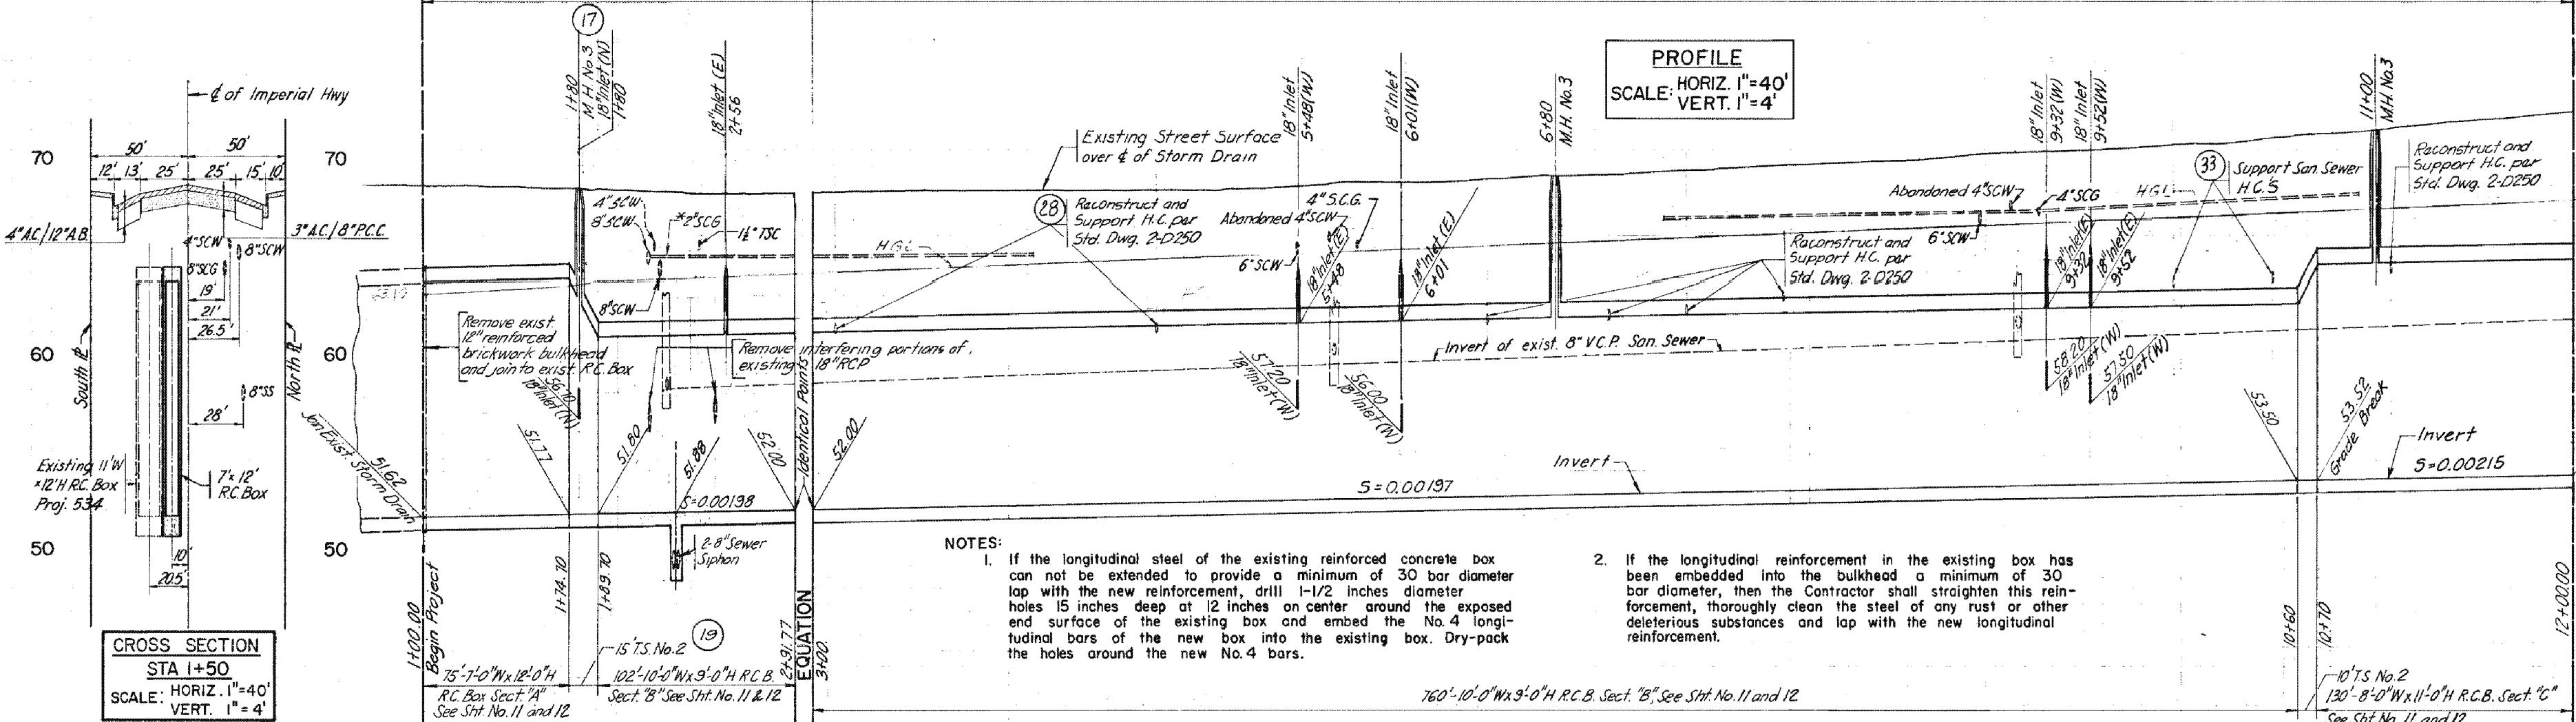 ℄ of Imperial Hwy
70
50'
50'
70
12'
13'
25'
25'
15'
10'
4"A.C./12"A.B.
3"A.C./8"P.C.C.
4"SCW
8"SCW
8"SCG
19'
21'
26.5'
60
60
South ℄
North ℄
8"SS
28'
Existing 11'W
x12'H R.C. Box
Proj. 534
7'x12'
R.C. Box
50
50
10'
20.5'
CROSS SECTION
STA 1+50
SCALE: HORIZ. 1"=40'
VERT. 1"=4'
17
1+80
M.H. No.3
18"Inlet(N)
1+80
18"Inlet (E)
2+56
4"SCW
8"SCW
*2"SCG
1½"TSC
HGL
8"SCW
63.10
Remove exist.
12" reinforced
brickwork bulkhead
and join to exist. R.C. Box
56.70
18"Inlet(N)
Remove interfering portions of
existing 18" RCP
Join Exist. Storm Drain
51.62
51.77
51.80
51.88
52.00
Identical Points
52.00
S=0.00198
2-8"Sewer
Siphon
1+00.00
Begin Project
1+74.70
1+89.70
19
15' T.S. No.2
2+91.77
EQUATION
3+00.
75'-7'-0"Wx12'-0"H
R.C. Box Sect. "A"
See Sht. No. 11 and 12
102'-10'-0"Wx9'-0"H R.C.B.
Sect. "B" See Sht. No. 11 & 12
Existing Street Surface
over ℄ of Storm Drain
28
Reconstruct and
Support H.C. per
Std. Dwg. 2-D250
18"Inlet
5+48(W)
6+01(W)
4"S.C.G.
Abandoned 4"SCW
6"SCW
18"Inlet(E)
5+48
18"Inlet (E)
6+01
57.20
18"Inlet(W)
56.00
18"Inlet(W)
Invert of exist. 8" V.C.P. San. Sewer
6+80
M.H. No.3
PROFILE
SCALE: HORIZ. 1"=40'
VERT. 1"=4'
Reconstruct and
Support H.C. per
Std. Dwg. 2-D250
18"Inlet
9+32(W)
18"Inlet
9+52(W)
Abandoned 4"SCW
4"SCG
HGL
6"SCW
18"Inlet(E)
9+32
18"Inlet(E)
9+52
33
Support San. Sewer
H.C.'S
11+00
M.H. No.3
Reconstruct and
Support H.C. per
Std. Dwg. 2-D250
58.20
18"Inlet(W)
57.50
18"Inlet(W)
53.50
53.52
Grade Break
Invert
S=0.00197
Invert
S=0.00215
NOTES:
1. If the longitudinal steel of the existing reinforced concrete box
can not be extended to provide a minimum of 30 bar diameter
lap with the new reinforcement, drill 1-1/2 inches diameter
holes 15 inches deep at 12 inches on center around the exposed
end surface of the existing box and embed the No. 4 longi-
tudinal bars of the new box into the existing box. Dry-pack
the holes around the new No. 4 bars.
2. If the longitudinal reinforcement in the existing box has
been embedded into the bulkhead a minimum of 30
bar diameter, then the Contractor shall straighten this rein-
forcement, thoroughly clean the steel of any rust or other
deleterious substances and lap with the new longitudinal
reinforcement.
760'-10'-0"Wx9'-0"H R.C.B. Sect. "B", See Sht. No. 11 and 12
10+60
10+70
12+00.00
10' T.S. No.2
130'-8'-0"Wx11'-0"H R.C.B. Sect. "C"
See Sht. No. 11 and 12